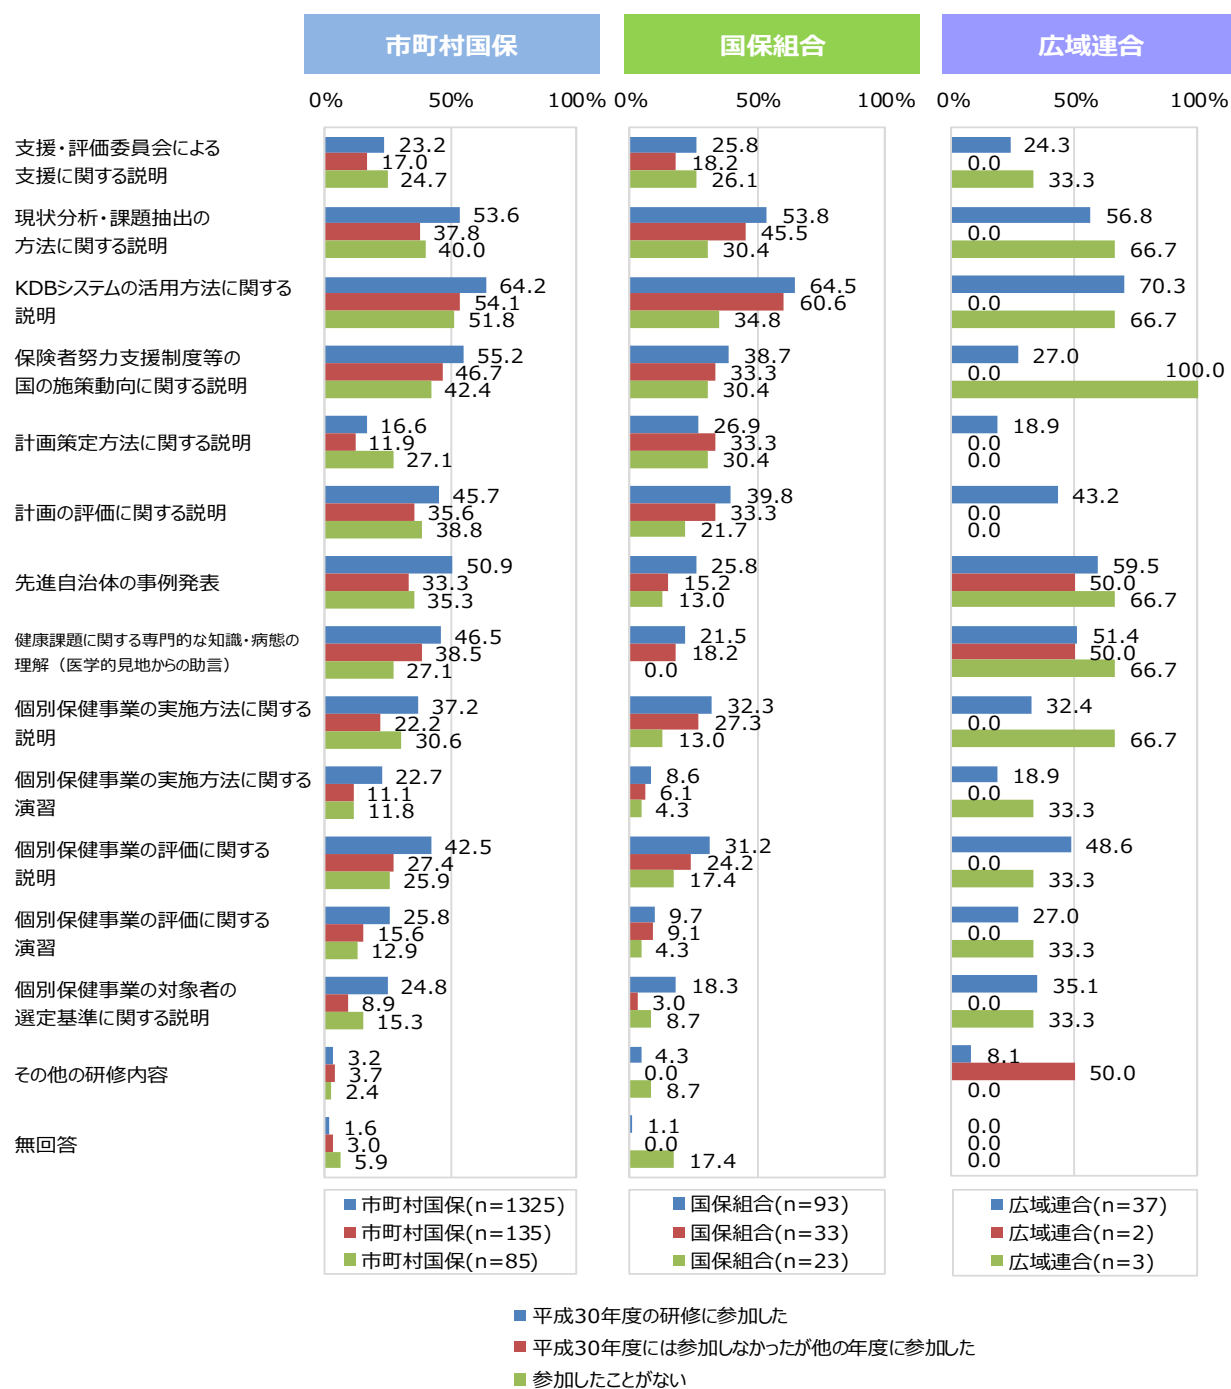 市町村国保 国保組合 広域連合
0% 50% 100% 0% 50% 100% 0% 50% 100%
支援・評価委員会による
支援に関する説明
23.2 25.8 24.3
17.0 18.2 0.0
24.7 26.1 33.3
現状分析・課題抽出の
方法に関する説明
53.6 53.8 56.8
37.8 45.5 0.0
40.0 30.4 66.7
KDBシステムの活用方法に関する
説明
64.2 64.5 70.3
54.1 60.6 0.0
51.8 34.8 66.7
保険者努力支援制度等の
国の施策動向に関する説明
55.2 38.7 27.0
46.7 33.3 0.0
42.4 30.4 100.0
計画策定方法に関する説明
16.6 26.9 18.9
11.9 33.3 0.0
27.1 30.4 0.0
計画の評価に関する説明
45.7 39.8 43.2
35.6 33.3 0.0
38.8 21.7 0.0
先進自治体の事例発表
50.9 25.8 59.5
33.3 15.2 50.0
35.3 13.0 66.7
健康課題に関する専門的な知識・病態の
理解（医学的見地からの助言）
46.5 21.5 51.4
38.5 18.2 50.0
27.1 0.0 66.7
個別保健事業の実施方法に関する
説明
37.2 32.3 32.4
22.2 27.3 0.0
30.6 13.0 66.7
個別保健事業の実施方法に関する
演習
22.7 8.6 18.9
11.1 6.1 0.0
11.8 4.3 33.3
個別保健事業の評価に関する
説明
42.5 31.2 48.6
27.4 24.2 0.0
25.9 17.4 33.3
個別保健事業の評価に関する
演習
25.8 9.7 27.0
15.6 9.1 0.0
12.9 4.3 33.3
個別保健事業の対象者の
選定基準に関する説明
24.8 18.3 35.1
8.9 3.0 0.0
15.3 8.7 33.3
その他の研修内容
3.2 4.3 8.1
3.7 0.0 50.0
2.4 8.7 0.0
無回答
1.6 1.1 0.0
3.0 0.0 0.0
5.9 17.4 0.0
市町村国保(n=1325) 国保組合(n=93) 広域連合(n=37)
市町村国保(n=135) 国保組合(n=33) 広域連合(n=2)
市町村国保(n=85) 国保組合(n=23) 広域連合(n=3)
平成30年度の研修に参加した
平成30年度には参加しなかったが他の年度に参加した
参加したことがない